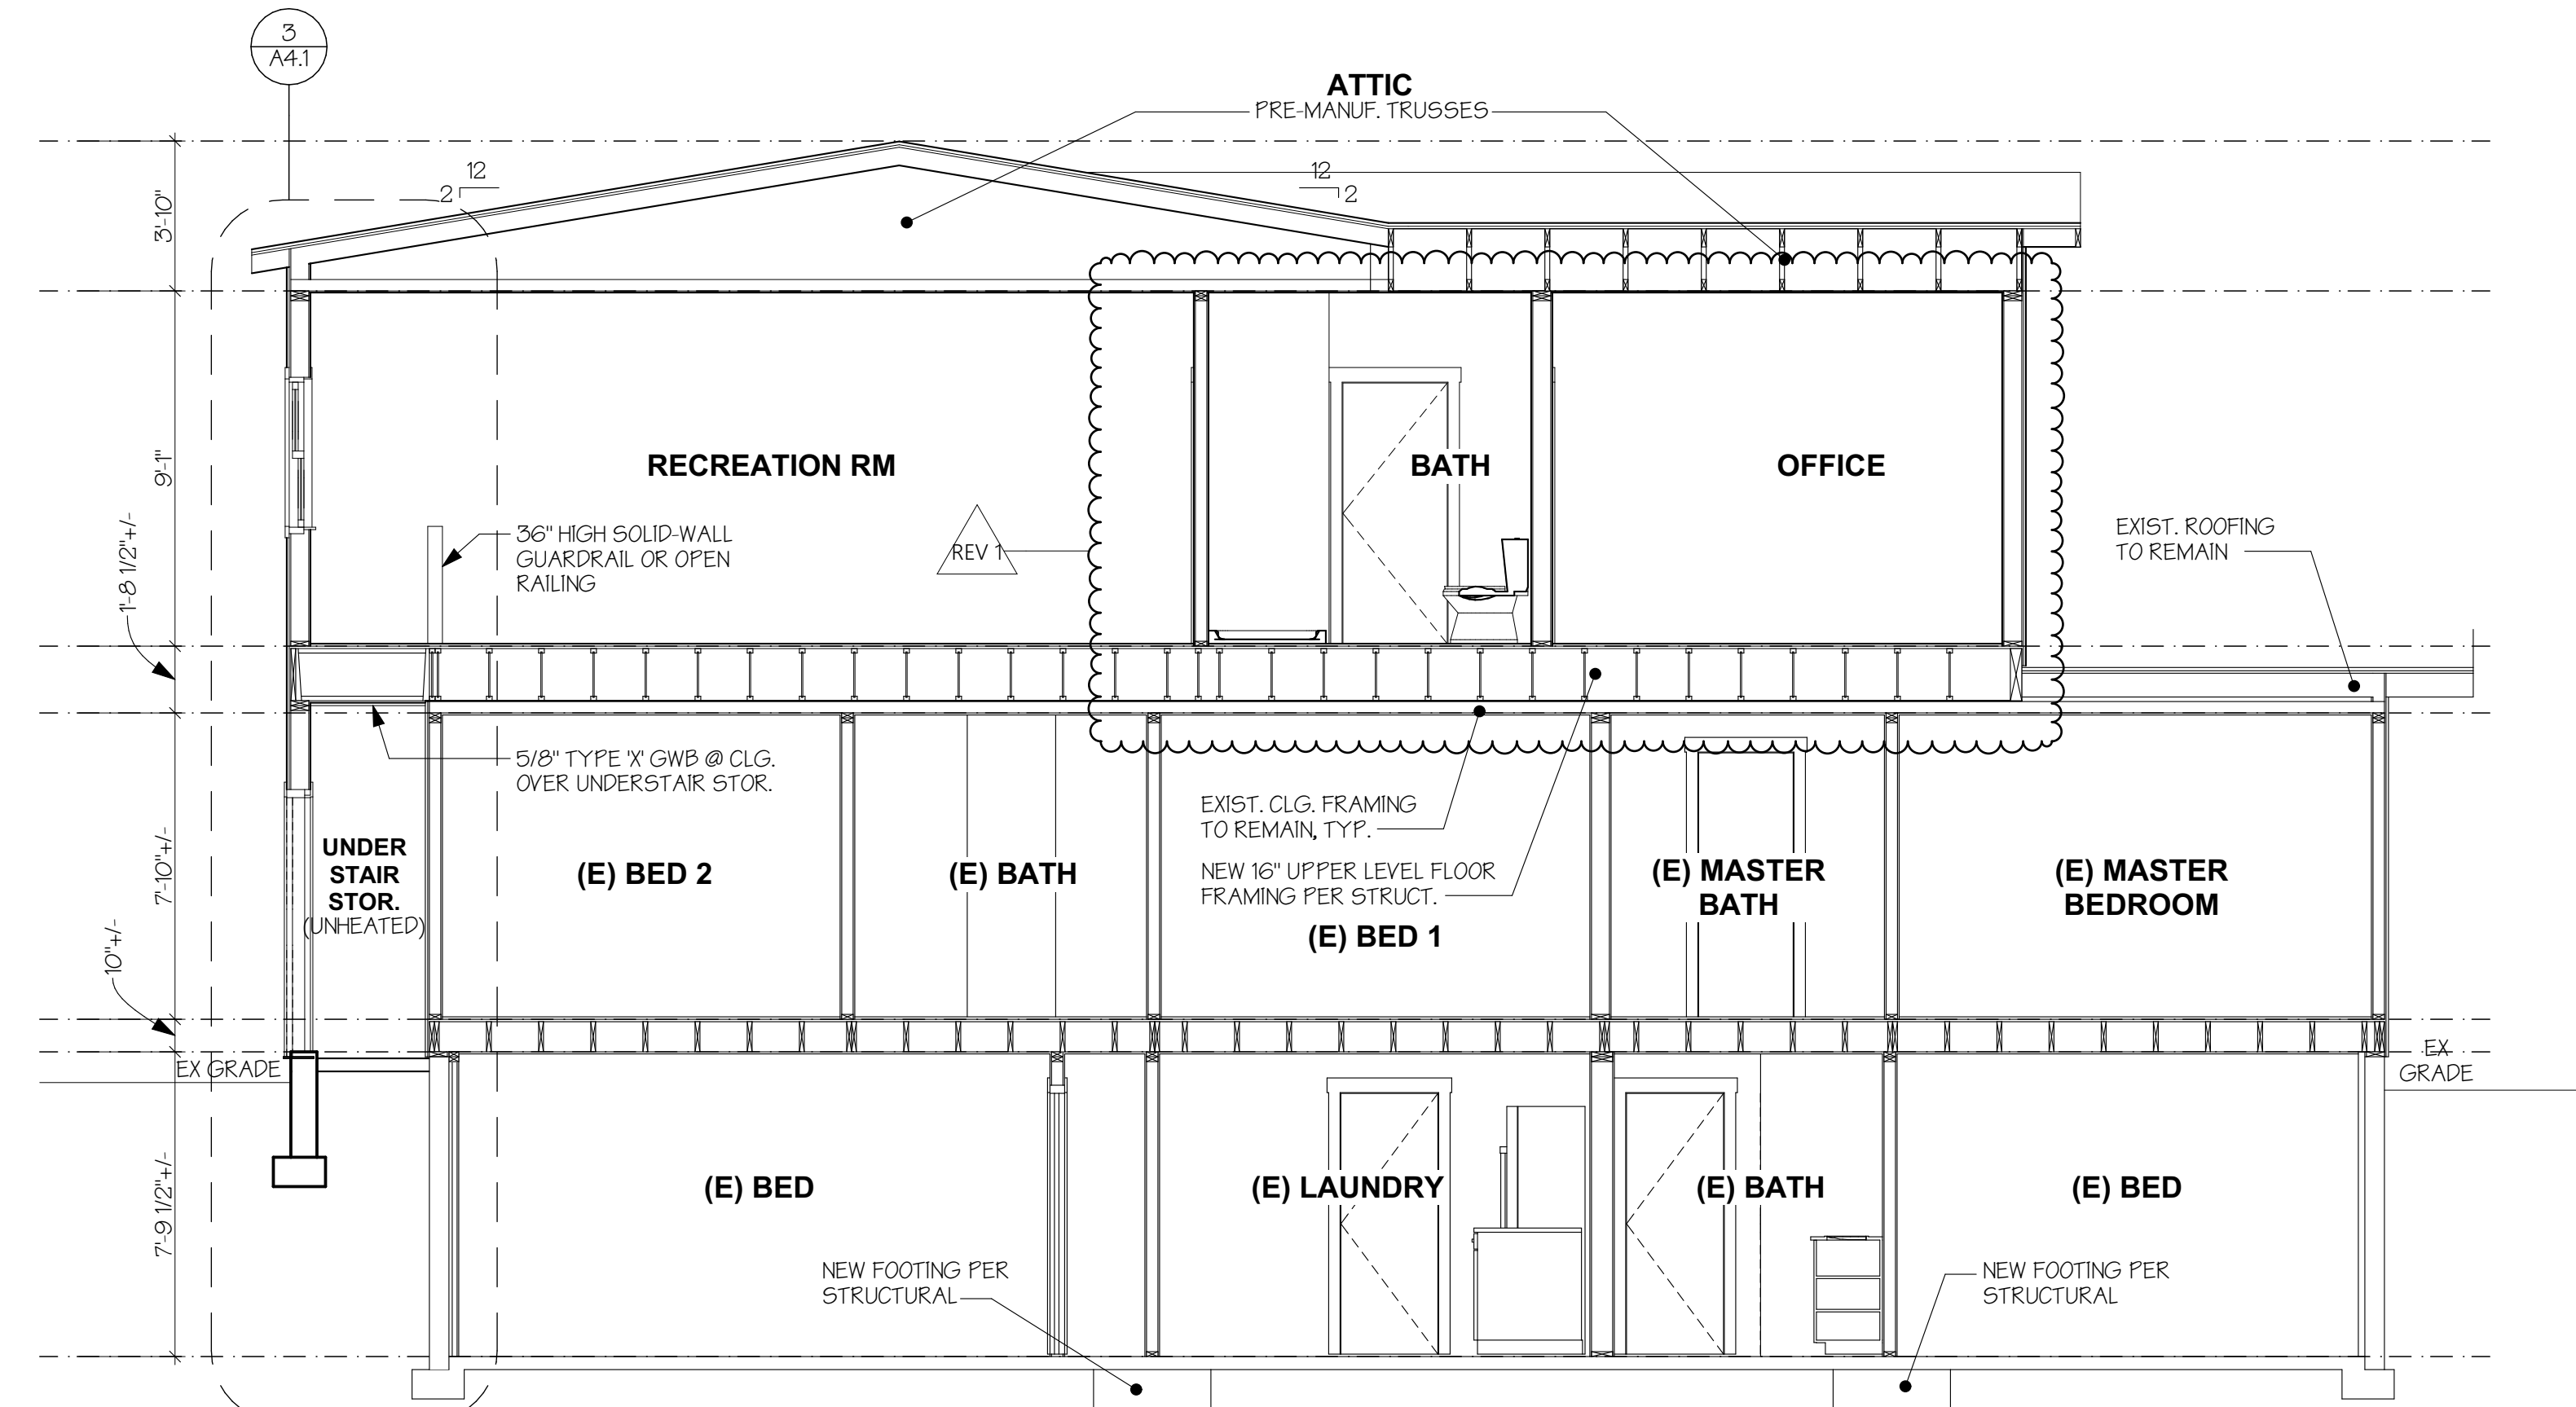 3
A4.1
ATTIC
PRE-MANUF. TRUSSES
12
2
12
2
3'-10"
9'-1"
1'-8 1/2"+/-
7'-10"+/-
10"+/-
7'-9 1/2"+/-
RECREATION RM
BATH
OFFICE
36" HIGH SOLID-WALL
GUARDRAIL OR OPEN
RAILING
REV 1
EXIST. ROOFING
TO REMAIN
5/8" TYPE 'X' GWB @ CLG.
OVER UNDERSTAIR STOR.
EXIST. CLG. FRAMING
TO REMAIN, TYP.
NEW 16" UPPER LEVEL FLOOR
FRAMING PER STRUCT.
UNDER
STAIR
STOR.
(UNHEATED)
(E) BED 2
(E) BATH
(E) BED 1
(E) MASTER
BATH
(E) MASTER
BEDROOM
EX GRADE
EX
GRADE
(E) BED
(E) LAUNDRY
(E) BATH
(E) BED
NEW FOOTING PER
STRUCTURAL
NEW FOOTING PER
STRUCTURAL